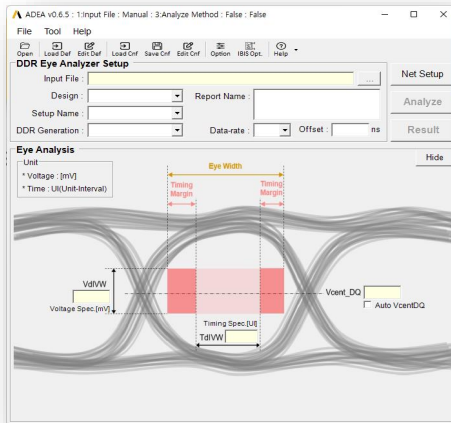 ADEA v0.6.5 : 1:Input File : Manual : 3:Analyze Method : False : False
File Tool Help
Open Load Def Edit Def Load Cnf Save Cnf Edit Cnf Option IBIS Opt. Help
DDR Eye Analyzer Setup
Input File :
...
Net Setup
Design :
Report Name :
Analyze
Setup Name :
DDR Generation :
Data-rate :
Offset :
ns
Result
Eye Analysis
Hide
Unit
* Voltage : [mV]
* Time : UI(Unit-Interval)
Eye Width
Timing Margin
Timing Margin
VdIVW
Voltage Spec.[mV]
Vcent_DQ
Auto VcentDQ
Timing Spec.[UI]
TdIVW